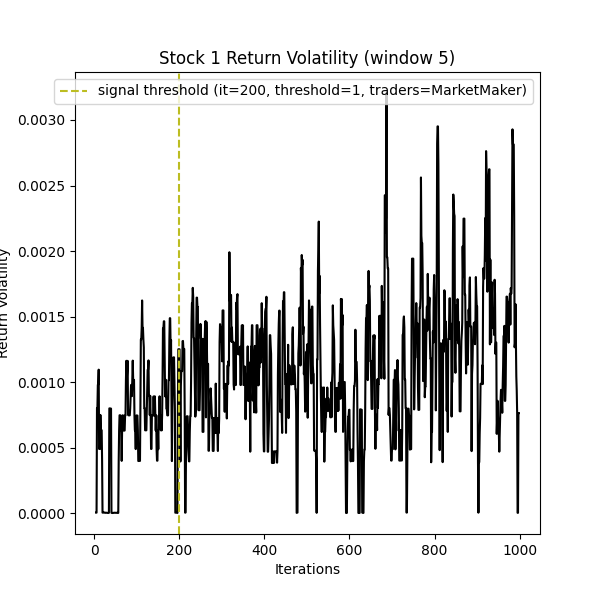 Stock 1 Return Volatility (window 5)
signal threshold (it=200, threshold=1, traders=MarketMaker)
0.0030
0.0025
0.0020
0.0015
0.0010
0.0005
0.0000
Return Volatility
0 200 400 600 800 1000
Iterations